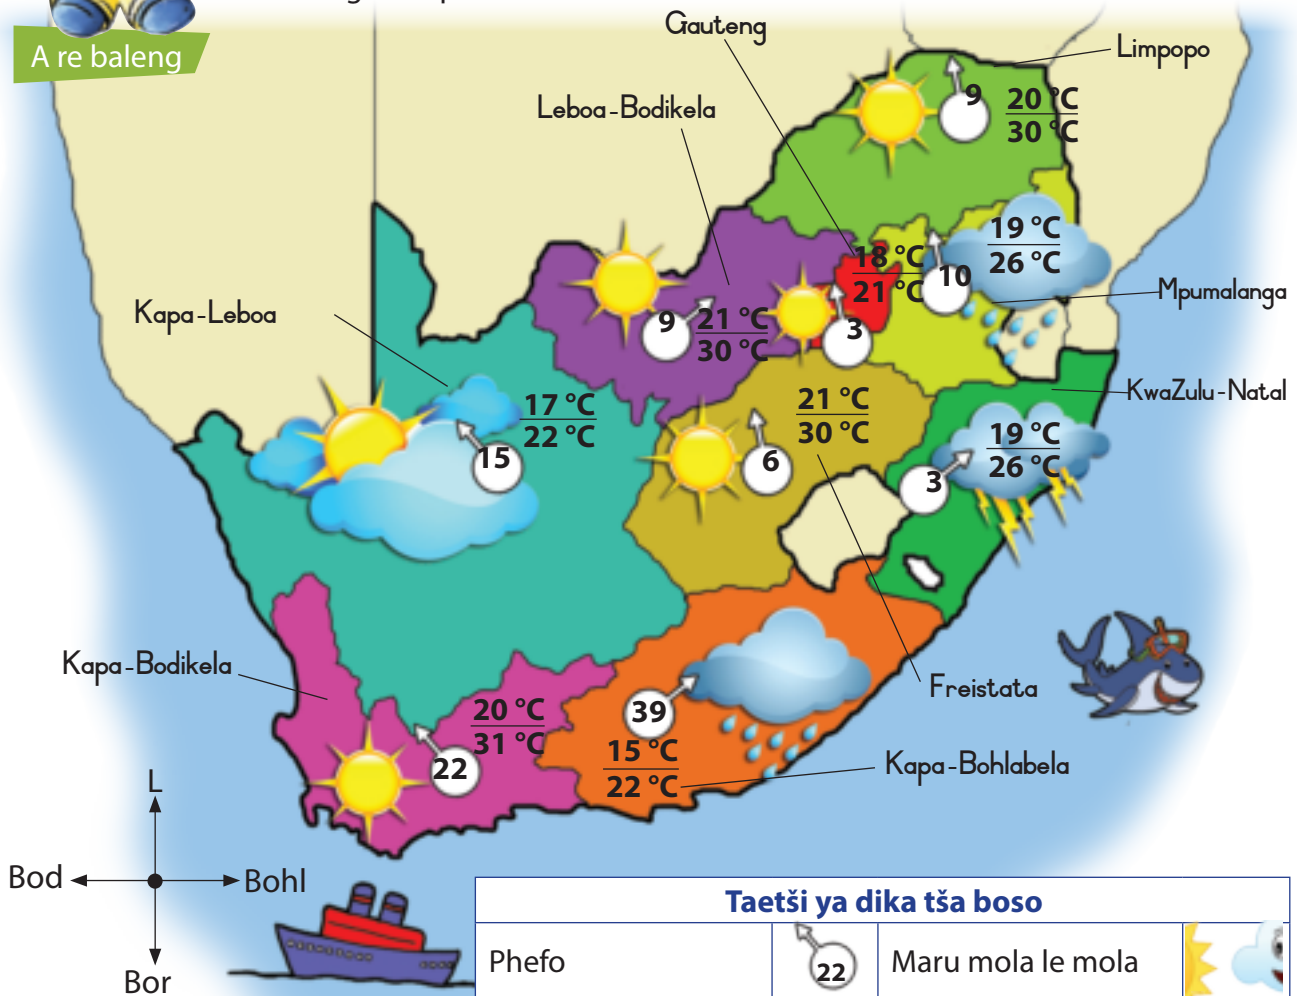 A re baleng
Gauteng
Limpopo
9
20 °C
30 °C
Leboa-Bodikela
19 °C
26 °C
18 °C
21 °C
10
Mpumalanga
Kapa-Leboa
9
21 °C
30 °C
3
KwaZulu-Natal
17 °C
22 °C
21 °C
30 °C
19 °C
26 °C
15
6
3
Kapa-Bodikela
Freistata
20 °C
31 °C
39
15 °C
22 °C
22
Kapa-Bohlabela
L
Bod
Bohl
Bor
Taetši ya dika tša boso
Phefo
22
Maru mola le mola